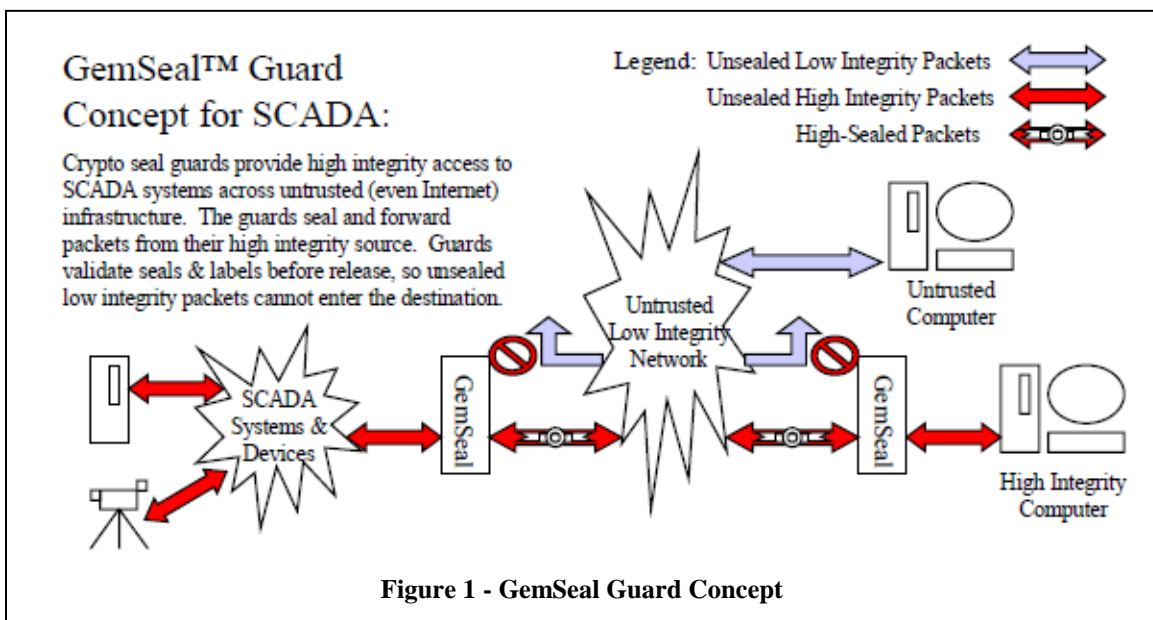 GemSeal™ Guard
Concept for SCADA:
Crypto seal guards provide high integrity access to
SCADA systems across untrusted (even Internet)
infrastructure. The guards seal and forward
packets from their high integrity source. Guards
validate seals & labels before release, so unsealed
low integrity packets cannot enter the destination.
Legend: Unsealed Low Integrity Packets
Unsealed High Integrity Packets
High-Sealed Packets
Untrusted
Computer
Untrusted
Low Integrity
Network
SCADA
Systems &
Devices
GemSeal
GemSeal
High Integrity
Computer
Figure 1 - GemSeal Guard Concept